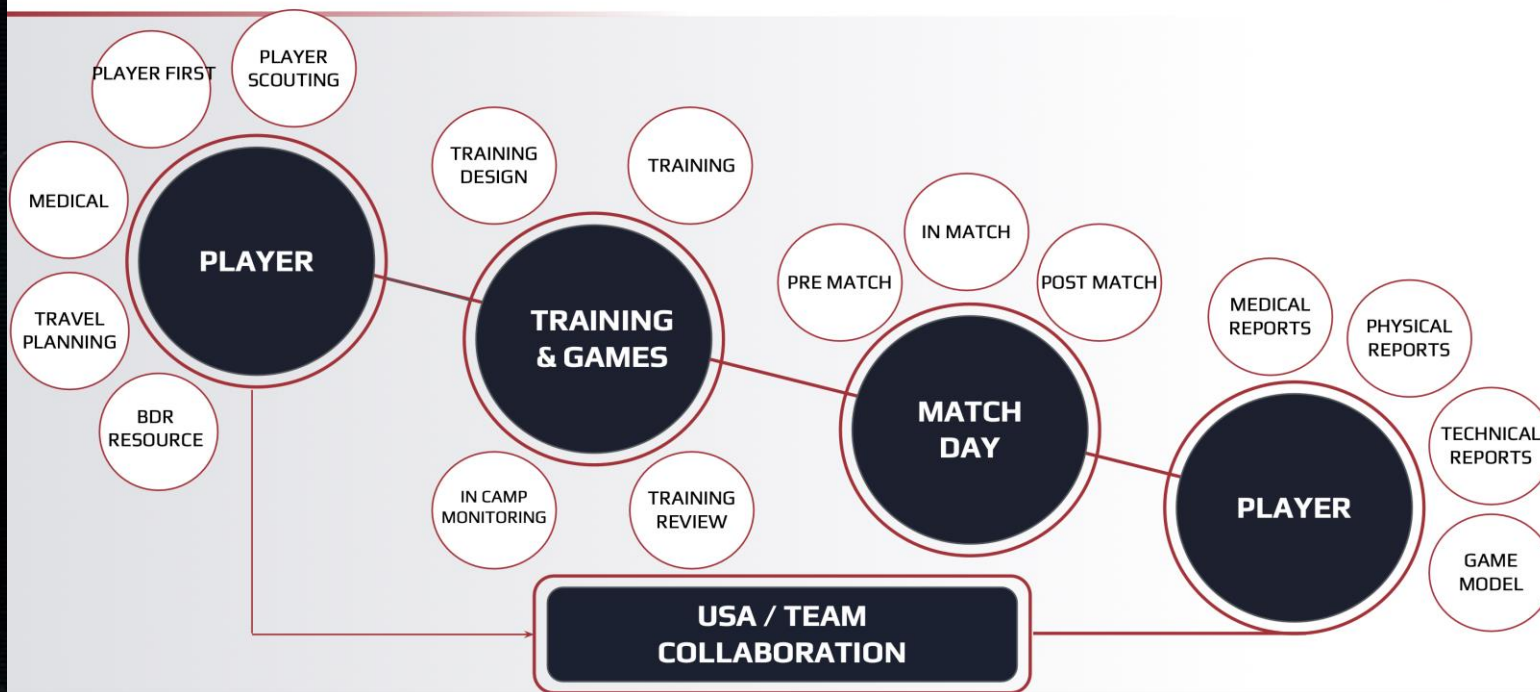 PLAYER FIRST
PLAYER
SCOUTING
MEDICAL
TRAVEL
PLANNING
BDR
RESOURCE
PLAYER
TRAINING
DESIGN
TRAINING
TRAINING
& GAMES
IN CAMP
MONITORING
TRAINING
REVIEW
PRE MATCH
IN MATCH
POST MATCH
MATCH
DAY
MEDICAL
REPORTS
PHYSICAL
REPORTS
TECHNICAL
REPORTS
GAME
MODEL
PLAYER
USA / TEAM
COLLABORATION